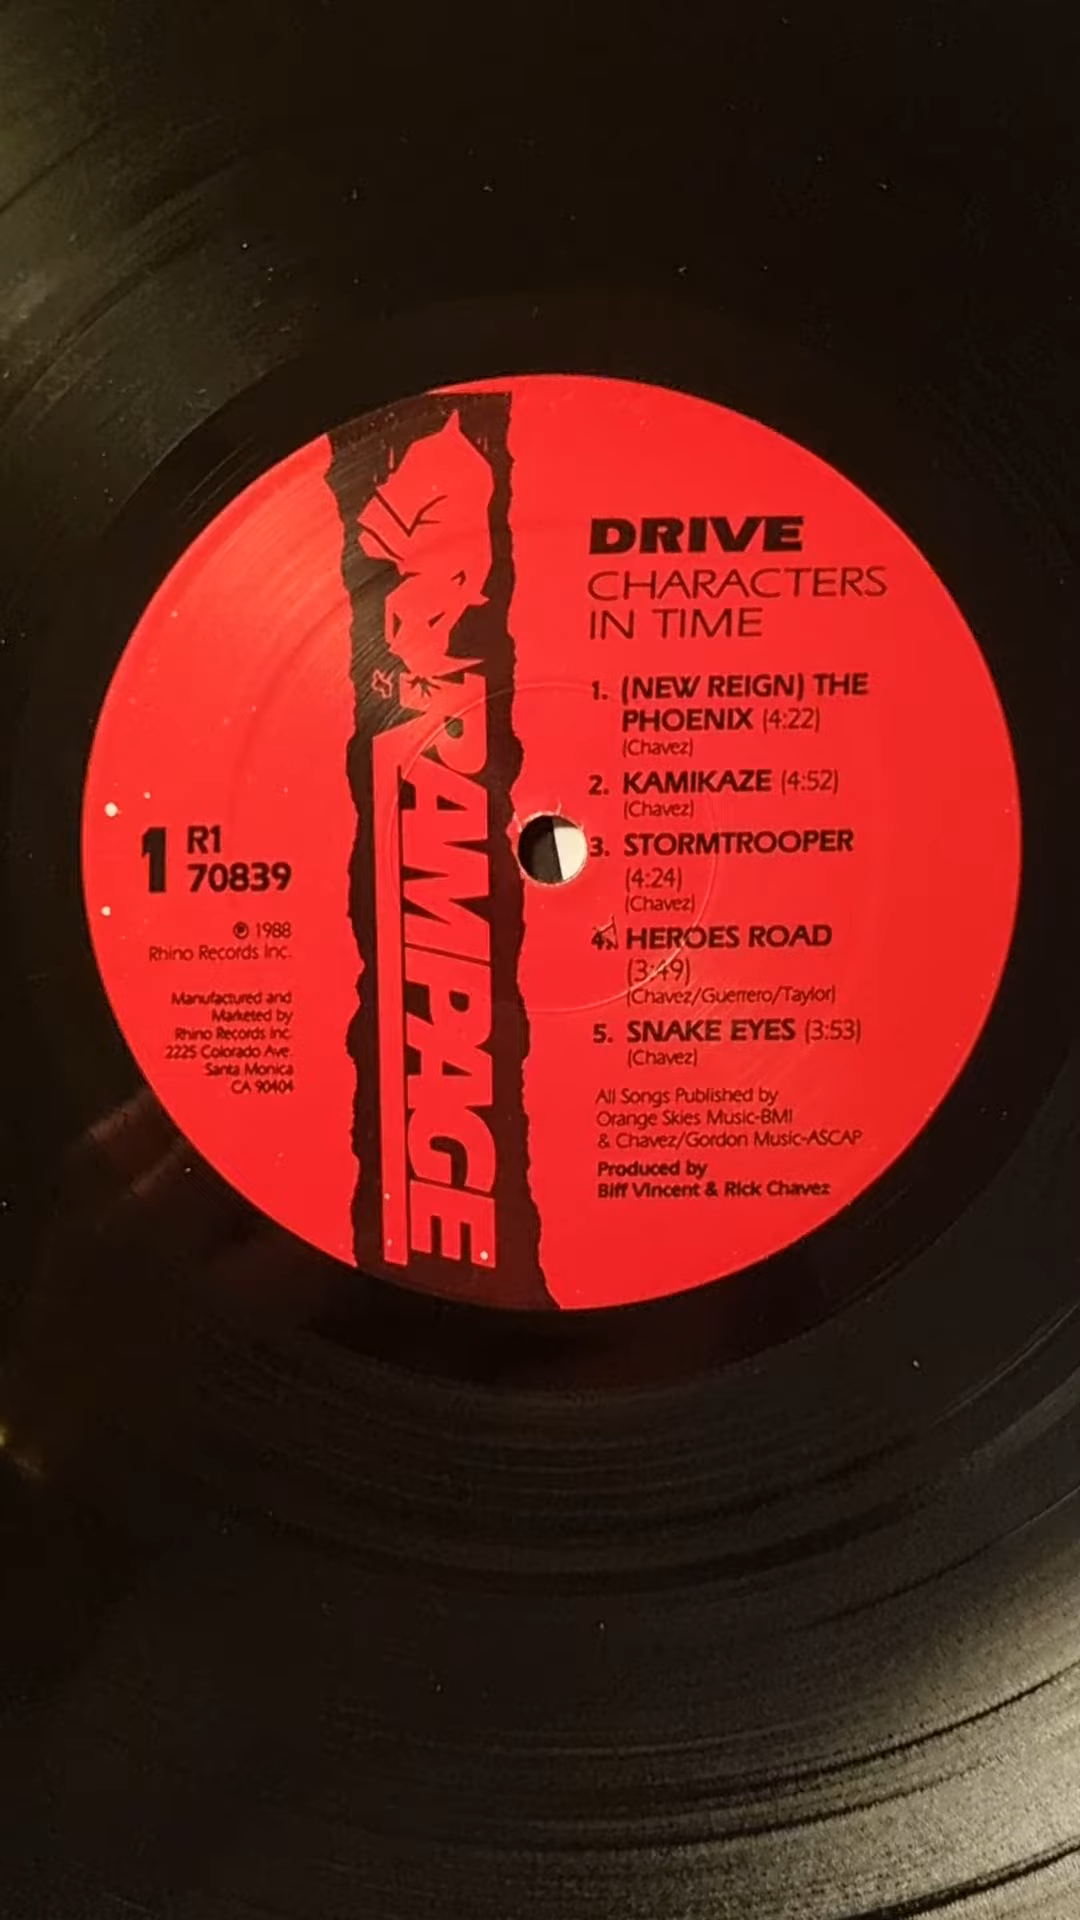 RAMPAGE
1 R1
70839
℗ 1988
Rhino Records Inc.
Manufactured and
Marketed by
Rhino Records Inc.
2225 Colorado Ave.
Santa Monica
CA 90404
DRIVE
CHARACTERS
IN TIME
1. (NEW REIGN) THE
PHOENIX (4:22)
(Chavez)
2. KAMIKAZE (4:52)
(Chavez)
3. STORMTROOPER
(4:24)
(Chavez)
4. HEROES ROAD
(3:49)
(Chavez/Guerrero/Taylor)
5. SNAKE EYES (3:53)
(Chavez)
All Songs Published by
Orange Skies Music-BMI
& Chavez/Gordon Music-ASCAP
Produced by
Biff Vincent & Rick Chavez